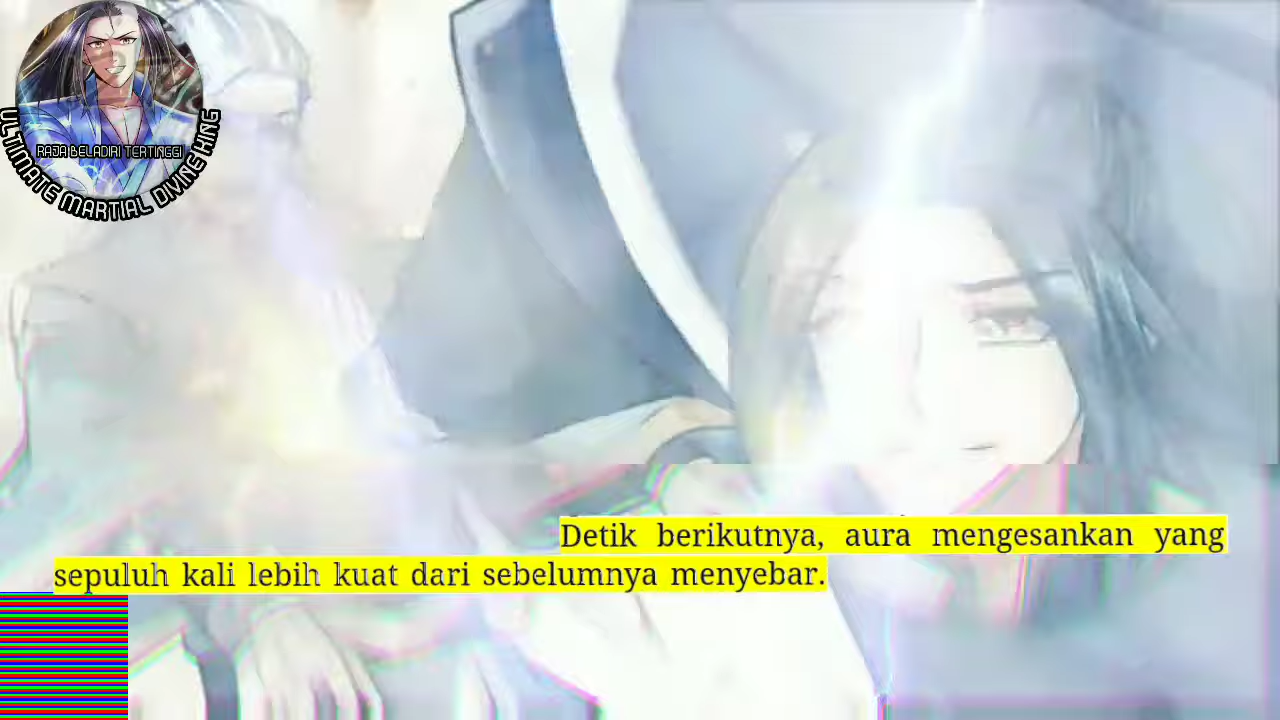 RAJA BELADIRI TERTINGGI
ULTIMATE MARTIAL DIVINE KING
Detik berikutnya, aura mengesankan yang
sepuluh kali lebih kuat dari sebelumnya menyebar.